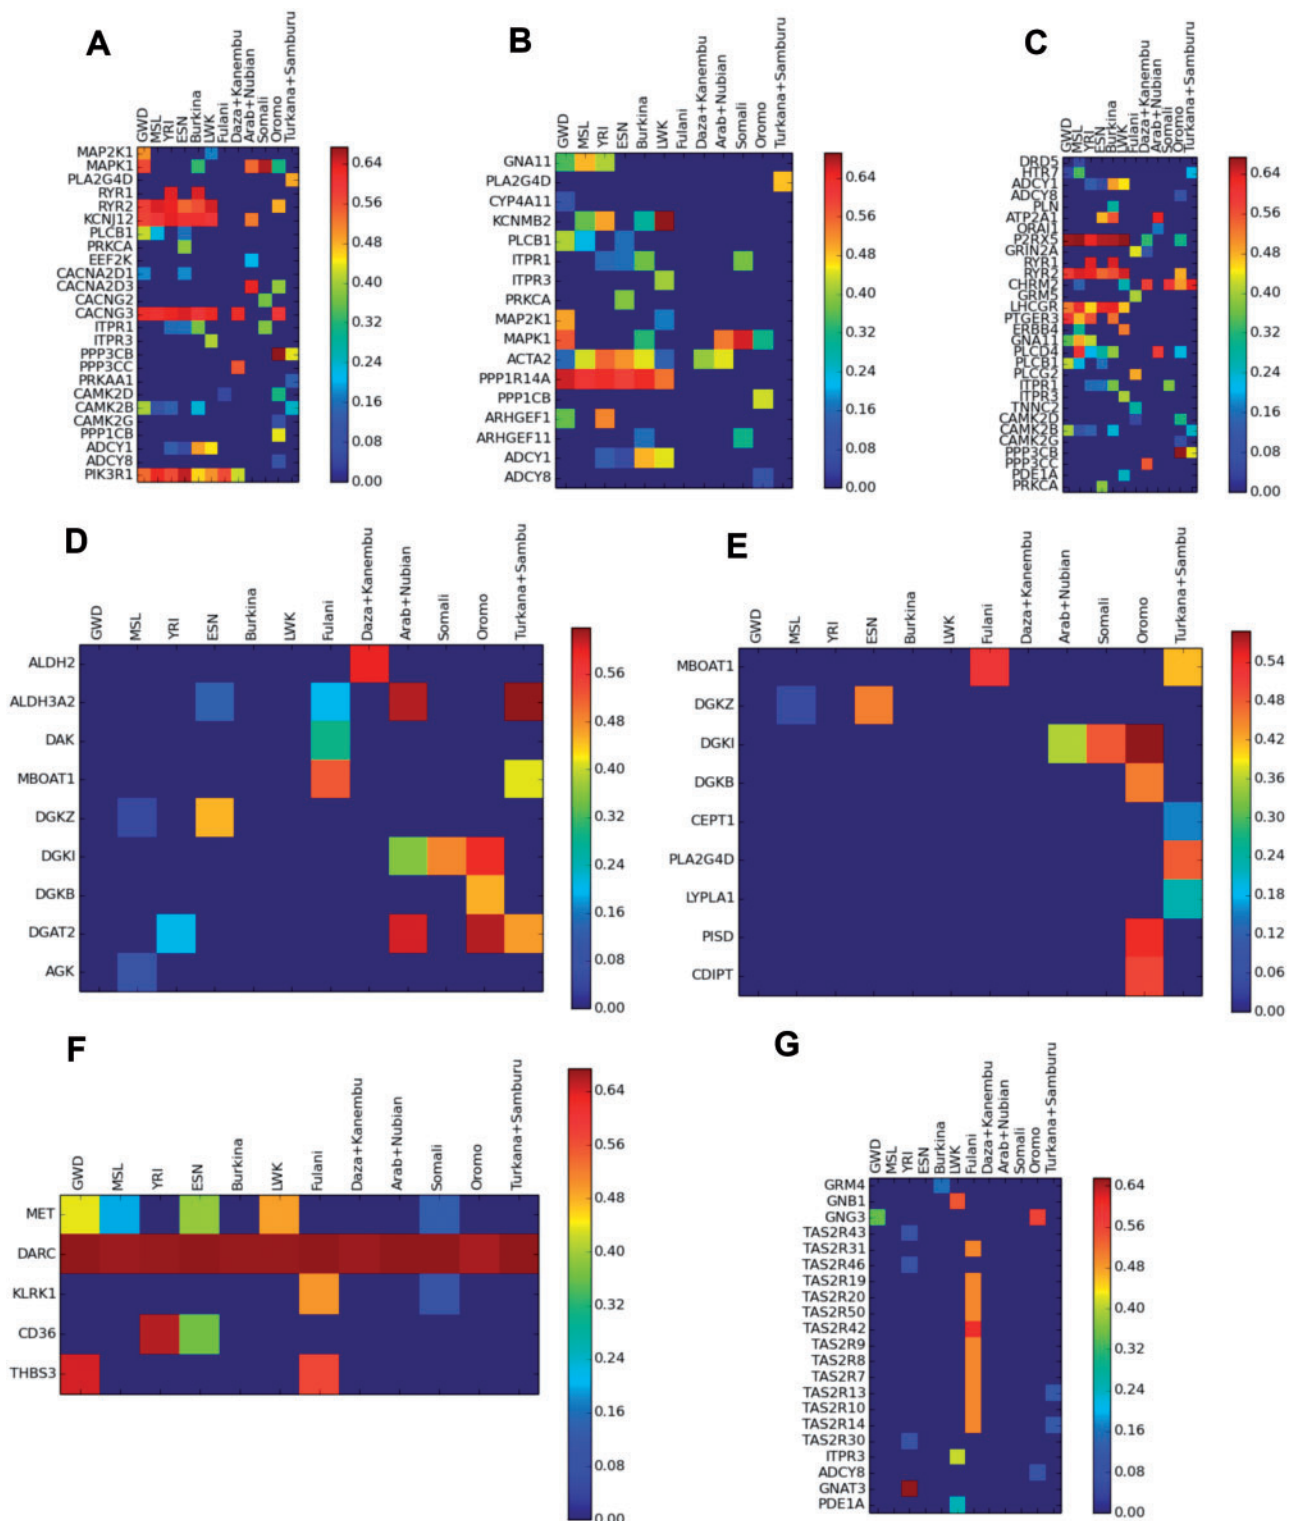 A
GWD
MSL
YRI
ESN
Burkina
LWK
Fulani
Daza+Kanembu
Arab+Nubian
Somali
Oromo
Turkana+Samburu
MAP2K1
MAPK1
PLA2G4D
RYR1
RYR2
KCNJ12
PLCB1
PRKCA
EEF2K
CACNA2D1
CACNA2D3
CACNG2
CACNG3
ITPR1
ITPR3
PPP3CB
PPP3CC
PRKAA1
CAMK2D
CAMK2B
CAMK2G
PPP1CB
ADCY1
ADCY8
PIK3R1
0.64
0.56
0.48
0.40
0.32
0.24
0.16
0.08
0.00
B
GWD
MSL
YRI
ESN
Burkina
LWK
Fulani
Daza+Kanembu
Arab+Nubian
Somali
Oromo
Turkana+Samburu
GNA11
PLA2G4D
CYP4A11
KCNMB2
PLCB1
ITPR1
ITPR3
PRKCA
MAP2K1
MAPK1
ACTA2
PPP1R14A
PPP1CB
ARHGEF1
ARHGEF11
ADCY1
ADCY8
0.64
0.56
0.48
0.40
0.32
0.24
0.16
0.08
0.00
C
GWD
MSL
YRI
ESN
Burkina
LWK
Fulani
Daza+Kanembu
Arab+Nubian
Somali
Oromo
Turkana+Samburu
DRD5
HTR7
ADCY1
ADCY8
PLN
ATP2A1
ORAI1
P2RX5
GRIN2A
RYR1
RYR2
CHRM2
GRM5
LHCGR
PTGER3
ERBB4
GNA11
PLCD4
PLCB1
PLCG2
ITPR1
ITPR3
TNNC2
CAMK2D
CAMK2B
CAMK2G
PPP3CB
PPP3CC
PDE1A
PRKCA
0.64
0.56
0.48
0.40
0.32
0.24
0.16
0.08
0.00
D
GWD
MSL
YRI
ESN
Burkina
LWK
Fulani
Daza+Kanembu
Arab+Nubian
Somali
Oromo
Turkana+Sambu
ALDH2
ALDH3A2
DAK
MBOAT1
DGKZ
DGKI
DGKB
DGAT2
AGK
0.56
0.48
0.40
0.32
0.24
0.16
0.08
0.00
E
GWD
MSL
YRI
ESN
Burkina
LWK
Fulani
Daza+Kanembu
Arab+Nubian
Somali
Oromo
Turkana+Sambu
MBOAT1
DGKZ
DGKI
DGKB
CEPT1
PLA2G4D
LYPLA1
PISD
CDIPT
0.54
0.48
0.42
0.36
0.30
0.24
0.18
0.12
0.06
0.00
F
GWD
MSL
YRI
ESN
Burkina
LWK
Fulani
Daza+Kanembu
Arab+Nubian
Somali
Oromo
Turkana+Samburu
MET
DARC
KLRK1
CD36
THBS3
0.64
0.56
0.48
0.40
0.32
0.24
0.16
0.08
0.00
G
GWD
MSL
YRI
ESN
Burkina
LWK
Fulani
Daza+Kanembu
Arab+Nubian
Somali
Oromo
Turkana+Samburu
GRM4
GNB1
GNG3
TAS2R43
TAS2R31
TAS2R46
TAS2R19
TAS2R20
TAS2R50
TAS2R42
TAS2R9
TAS2R8
TAS2R7
TAS2R13
TAS2R10
TAS2R14
TAS2R30
ITPR3
ADCY8
GNAT3
PDE1A
0.64
0.56
0.48
0.40
0.32
0.24
0.16
0.08
0.00